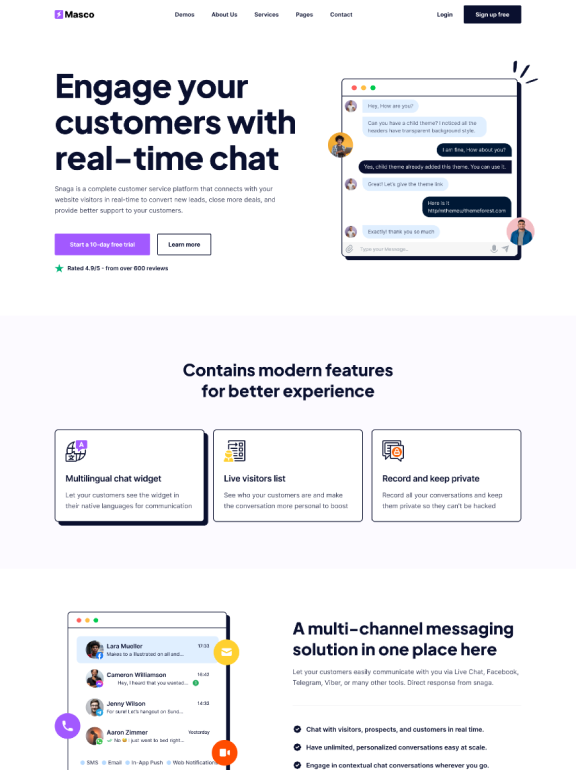 Masco
Demos About Us Services Pages Contact
Login Sign up free
Engage your
customers with
real-time chat
Snaga is a complete customer service platform that connects with your
website visitors in real-time to convert new leads, close more deals, and
provide better support to your customers.
Start a 10-day free trial
Learn more
Rated 4.9/5 - from over 600 reviews
Hey, How are you?
Can you have a child theme? I noticed all the
headers have transparent background style.
I am fine, How about you?
Yes, child theme already added this theme. You can use it.
Great! Let's give the theme link
Here is it
Exactly! thank you so much
Type your message..
Contains modern features
for better experience
Multilingual chat widget
Let your customers see the widget in
their native languages for communication
Live visitors list
See who your customers are and make
the conversation more personal to boost
Record and keep private
Record all your conversations and keep
them private so they can't be hacked
Lara Mueller 17:33
Makes to a illustrated on all and...
Cameron Williamson 16:42
Hey, I heard that you wanted...
Jenny Wilson 14:33
For sure! Let's hangout on Sund...
Aaron Zimmer Yesterday
No I just went to bed right...
SMS Email In-App Push Web Notification
A multi-channel messaging
solution in one place here
Let your customers easily communicate with you via Live Chat, Facebook,
Telegram, Viber, or many other tools. Direct response from snaga.
Chat with visitors, prospects, and customers in real time.
Have unlimited, personalized conversations easy at scale.
Engage in contextual chat conversations wherever you go.